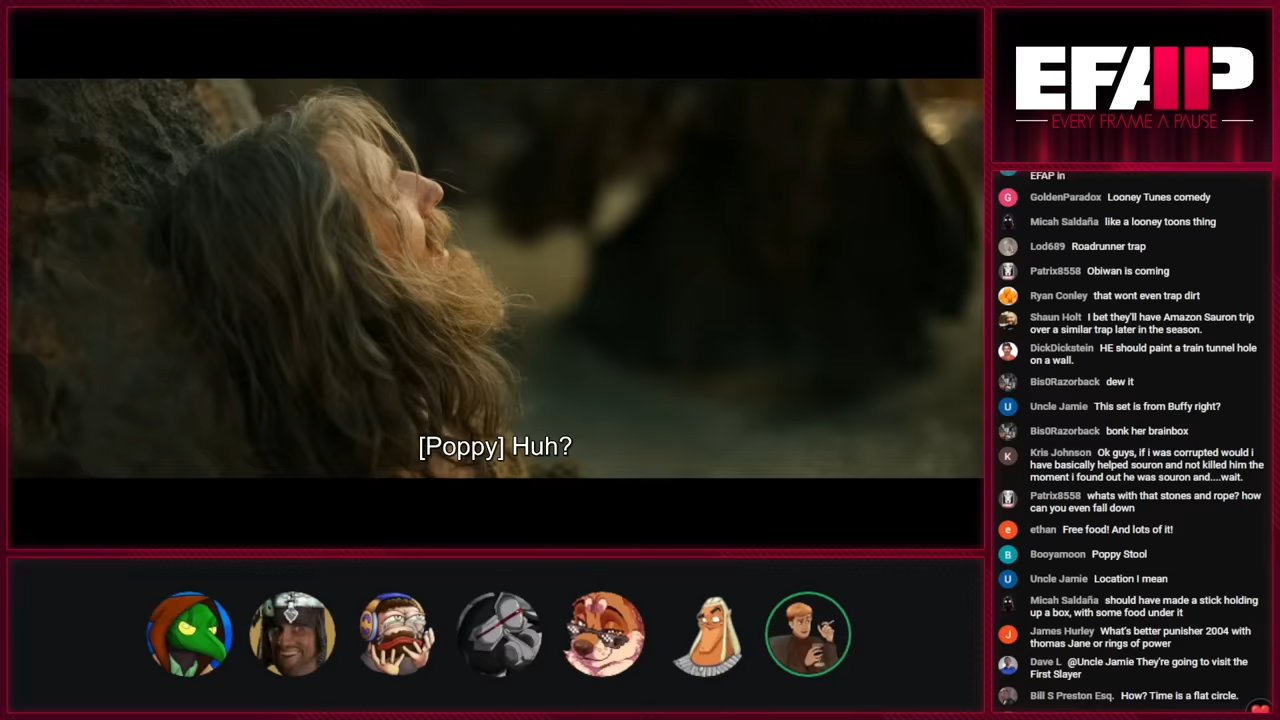 [Poppy] Huh?
EFAP
EVERY FRAME A PAUSE
EFAP in
G GoldenParadox Looney Tunes comedy
Micah Saldaña like a looney toons thing
Lod689 Roadrunner trap
Patrix8558 Obiwan is coming
Ryan Conley that wont even trap dirt
Shaun Holt I bet they'll have Amazon Sauron trip
over a similar trap later in the season.
DickDickstein HE should paint a train tunnel hole
on a wall.
Bis0Razorback dew it
U Uncle Jamie This set is from Buffy right?
Bis0Razorback bonk her brainbox
K Kris Johnson Ok guys, if i was corrupted would i
have basically helped souron and not killed him the
moment i found out he was souron and....wait.
Patrix8558 whats with that stones and rope? how
can you even fall down
e ethan Free food! And lots of it!
B Booyamoon Poppy Stool
U Uncle Jamie Location I mean
Micah Saldaña should have made a stick holding
up a box, with some food under it
J James Hurley What's better punisher 2004 with
thomas Jane or rings of power
Dave L @Uncle Jamie They're going to visit the
First Slayer
Bill S Preston Esq. How? Time is a flat circle.